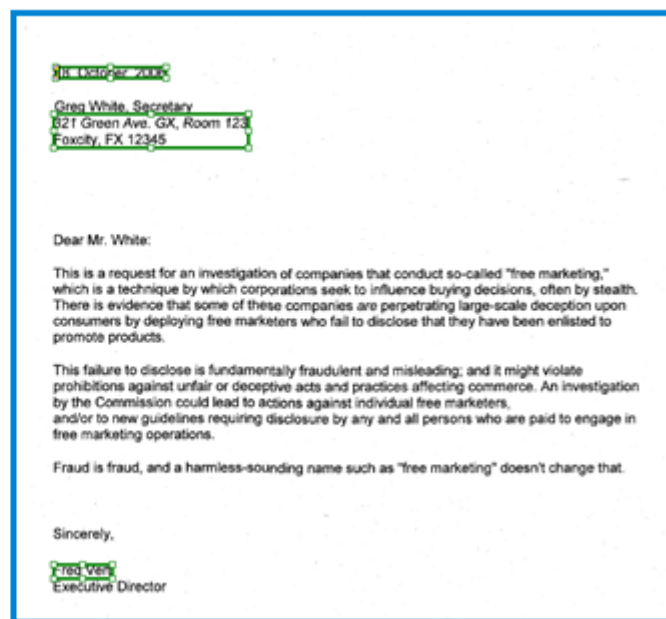 October, 2006
Greg White, Secretary
321 Green Ave. GX, Room 123
Foxcity, FX 12345
Dear Mr. White:
This is a request for an investigation of companies that conduct so-called "free marketing,"
which is a technique by which corporations seek to influence buying decisions, often by stealth.
There is evidence that some of these companies are perpetrating large-scale deception upon
consumers by deploying free marketers who fail to disclose that they have been enlisted to
promote products.
This failure to disclose is fundamentally fraudulent and misleading; and it might violate
prohibitions against unfair or deceptive acts and practices affecting commerce. An investigation
by the Commission could lead to actions against individual free marketers,
and/or to new guidelines requiring disclosure by any and all persons who are paid to engage in
free marketing operations.
Fraud is fraud, and a harmless-sounding name such as "free marketing" doesn't change that.
Sincerely,
Fred
Executive Director